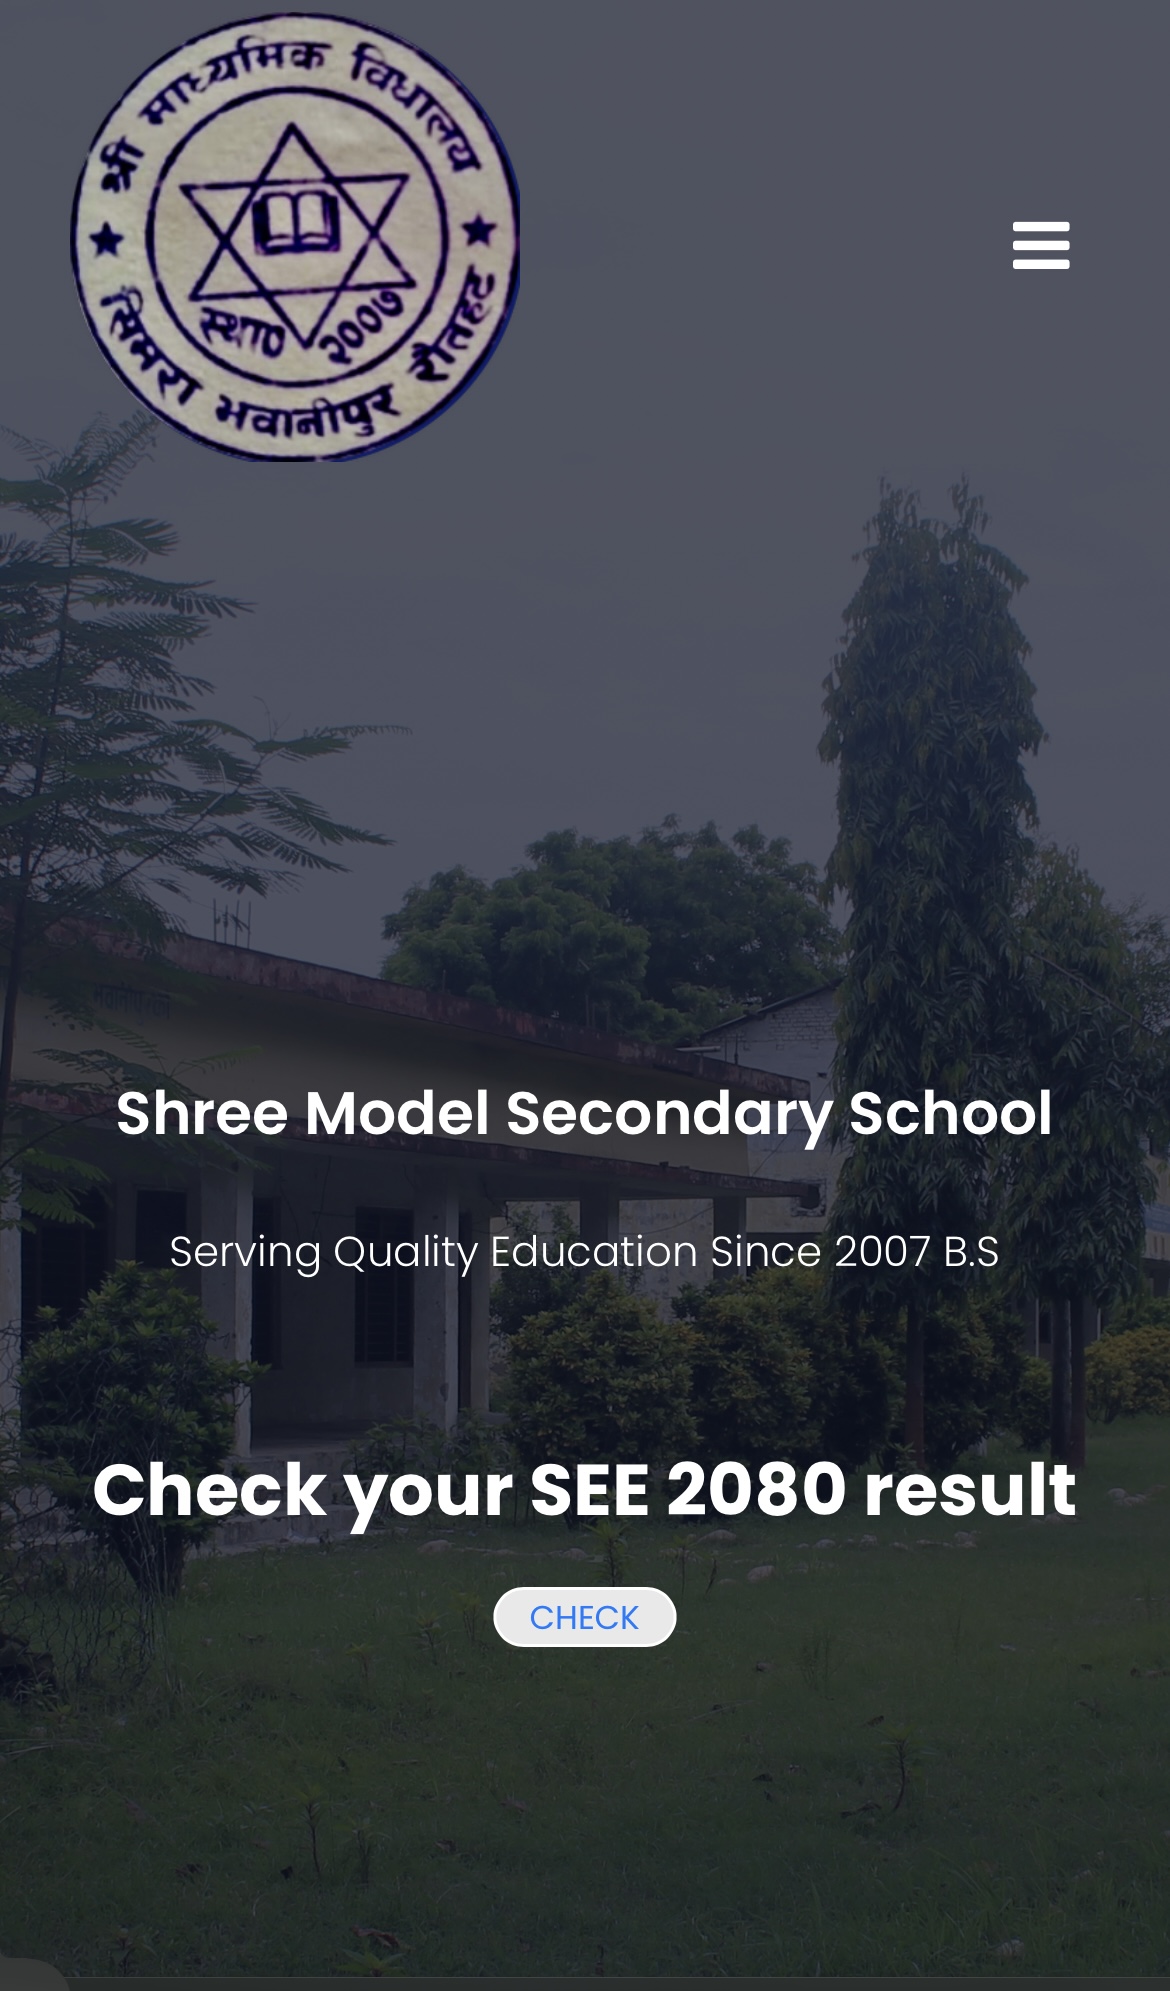 श्री माध्यमिक विधालय
स्था० २००७
सिमरा भवानीपुर रौतहट
Shree Model Secondary School
Serving Quality Education Since 2007 B.S
Check your SEE 2080 result
CHECK